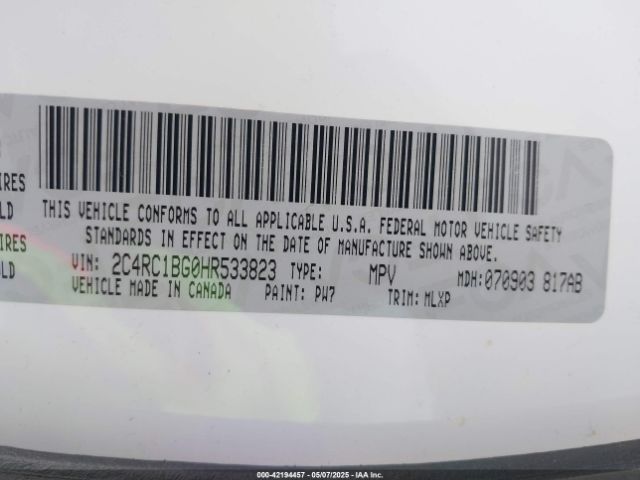 IRES
LD
IRES
LD
THIS VEHICLE CONFORMS TO ALL APPLICABLE U.S.A. FEDERAL MOTOR VEHICLE SAFETY
STANDARDS IN EFFECT ON THE DATE OF MANUFACTURE SHOWN ABOVE.
VIN: 2C4RC1BG0HR533823 TYPE: MPV MDH:070903 817AB
VEHICLE MADE IN CANADA PAINT: PW7 TRIM: MLXP
000-42194457 - 05/07/2025 - IAA Inc.